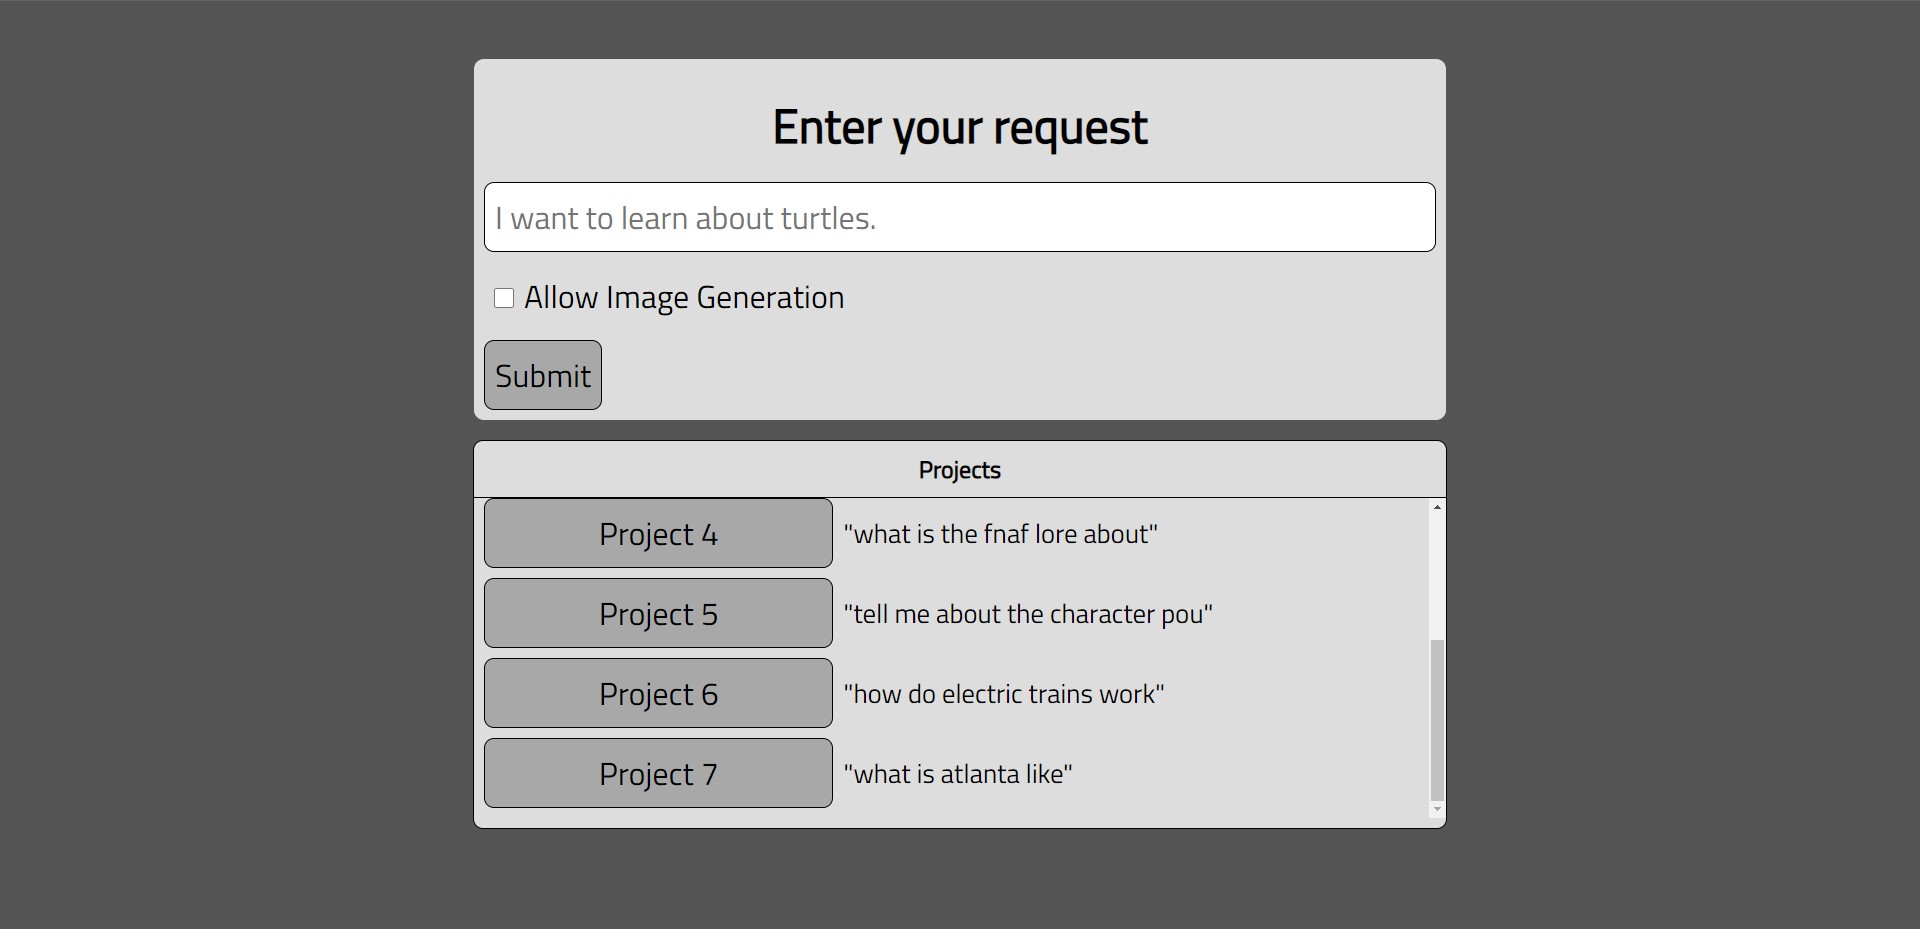 Enter your request
I want to learn about turtles.
Allow Image Generation
Submit
Projects
Project 4 "what is the fnaf lore about"
Project 5 "tell me about the character pou"
Project 6 "how do electric trains work"
Project 7 "what is atlanta like"